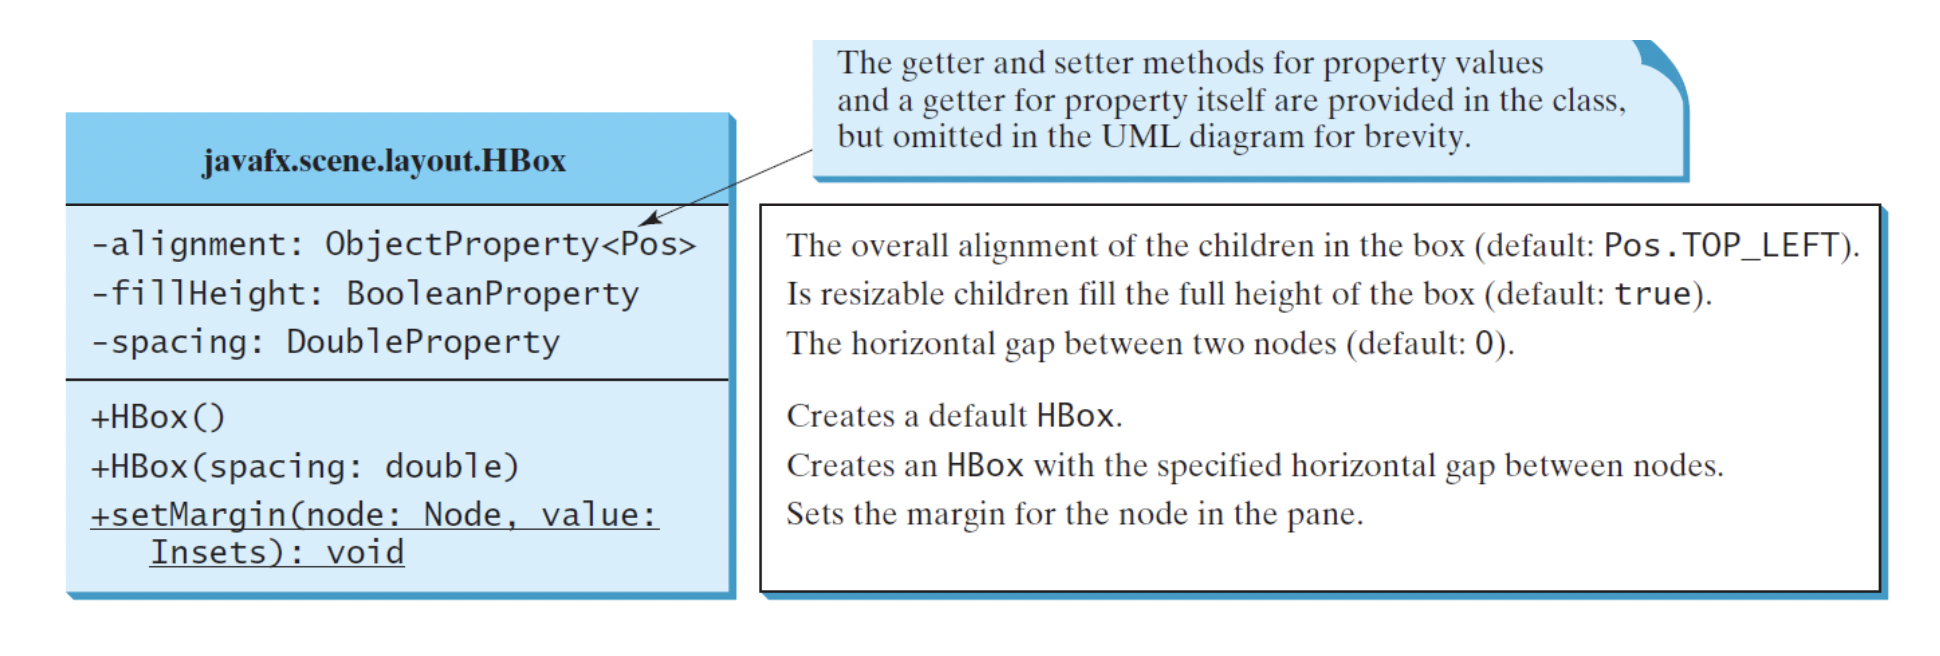 The getter and setter methods for property values
and a getter for property itself are provided in the class,
but omitted in the UML diagram for brevity.
javafx.scene.layout.HBox
-alignment: ObjectProperty<Pos>
-fillHeight: BooleanProperty
-spacing: DoubleProperty
+HBox()
+HBox(spacing: double)
+setMargin(node: Node, value:
Insets): void
The overall alignment of the children in the box (default: Pos.TOP_LEFT).
Is resizable children fill the full height of the box (default: true).
The horizontal gap between two nodes (default: 0).
Creates a default HBox.
Creates an HBox with the specified horizontal gap between nodes.
Sets the margin for the node in the pane.